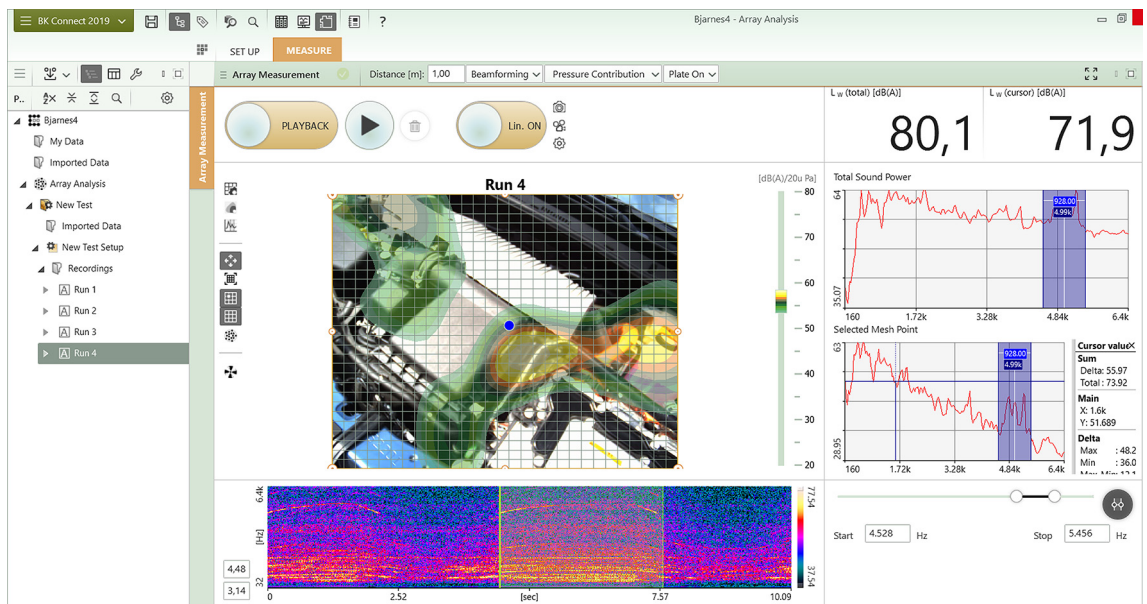 BK Connect 2019
?
Bjarnes4 - Array Analysis
SET UP
MEASURE
Array Measurement
Distance [m]:
1,00
Beamforming
Pressure Contribution
Plate On
P..
Bjarnes4
My Data
Imported Data
Array Analysis
New Test
Imported Data
New Test Setup
Recordings
Run 1
Run 2
Run 3
Run 4
Array Measurement
PLAYBACK
Lin. ON
L W (total) [dB(A)]
80,1
L W (cursor) [dB(A)]
71,9
Run 4
[dB(A)/20u Pa]
80
70
60
50
40
30
20
Total Sound Power
64
35.07
928.00
4.99k
160
1.72k
3.28k
4.84k
6.4k
Selected Mesh Point
63
28.95
928.00
4.99k
160
1.72k
3.28k
4.84k
6.4k
Cursor value
Sum
Delta: 55.97
Total : 73.92
Main
X: 1.6k
Y: 51.689
Delta
Max : 48.2
Min : 36.0
6.4k
[Hz]
32
77.54
37.54
4,48
3,14
0
2.52
[sec]
7.57
10.09
Start
4.528
Hz
Stop
5.456
Hz